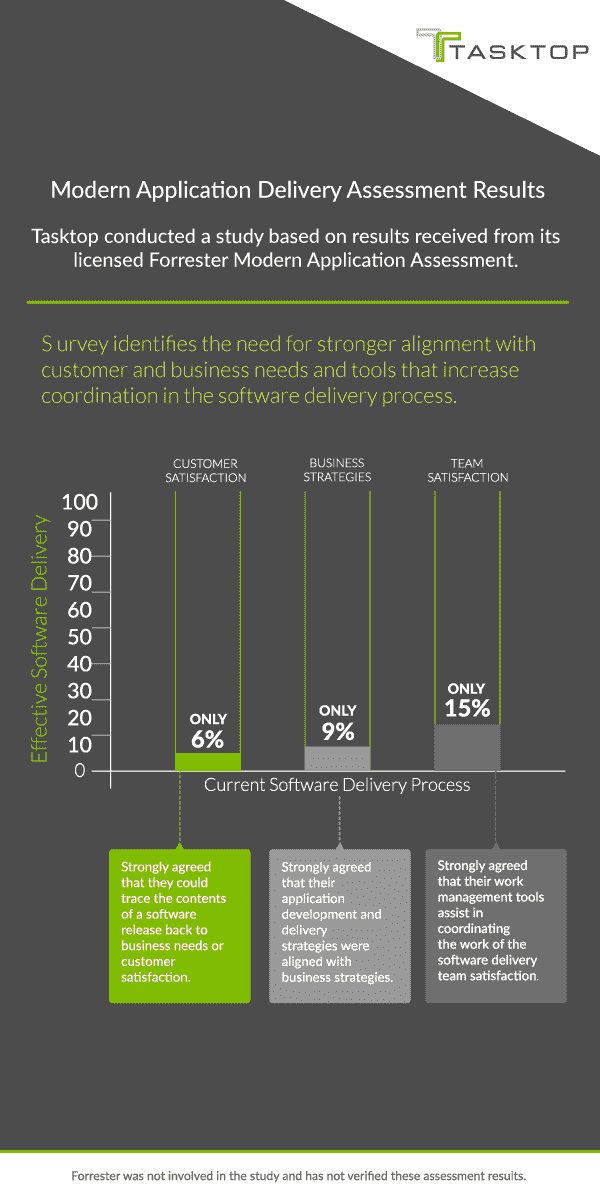 TASKTOP
Modern Application Delivery Assessment Results
Tasktop conducted a study based on results received from its
licensed Forrester Modern Application Assessment.
S urvey identifies the need for stronger alignment with
customer and business needs and tools that increase
coordination in the software delivery process.
CUSTOMER
SATISFACTION
BUSINESS
STRATEGIES
TEAM
SATISFACTION
Effective Software Delivery
100
90
80
70
60
50
40
30
20
10
0
ONLY
6%
ONLY
9%
ONLY
15%
Current Software Delivery Process
Strongly agreed
that they could
trace the contents
of a software
release back to
business needs or
customer
satisfaction.
Strongly agreed
that their
application
development and
delivery
strategies were
aligned with
business strategies.
Strongly agreed
that their work
management tools
assist in
coordinating
the work of the
software delivery
team satisfaction.
Forrester was not involved in the study and has not verified these assessment results.